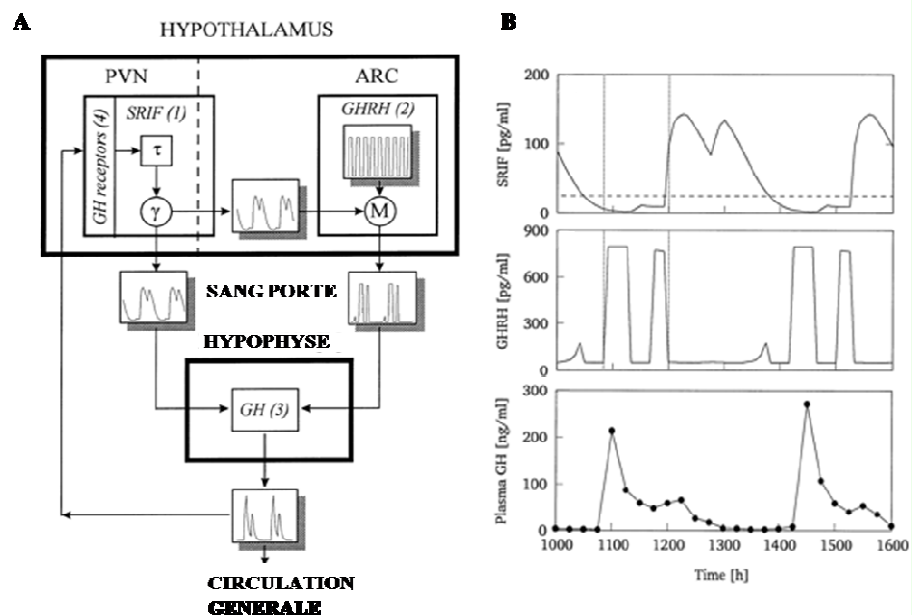 A
HYPOTHALAMUS
PVN
ARC
GH receptors (4)
SRIF (1)
τ
γ
GHRH (2)
M
SANG PORTE
HYPOPHYSE
GH (3)
CIRCULATION
GENERALE
B
SRIF [pg/ml]
200
100
0
GHRH [pg/ml]
900
600
300
0
Plasma GH [ng/ml]
300
200
100
0
1000 1100 1200 1300 1400 1500 1600
Time [h]